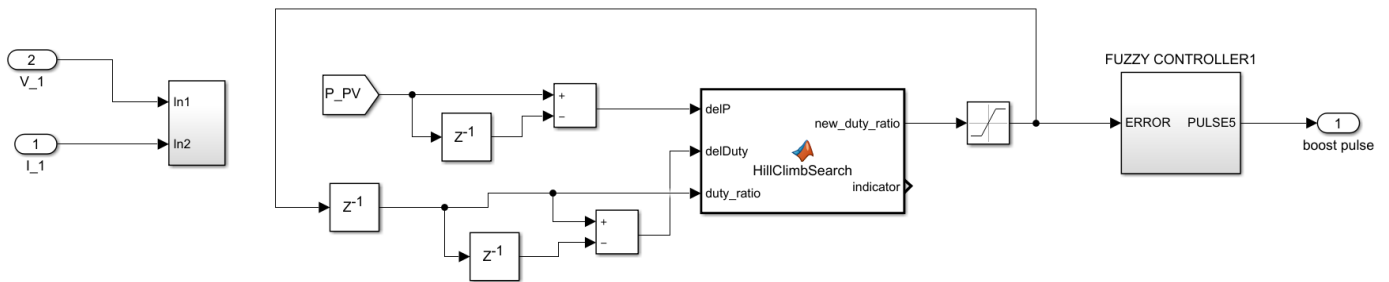 2
V_1
1
I_1
In1
In2
P_PV
+
−
Z-1
Z-1
Z-1
+
−
delP
delDuty
duty_ratio
HillClimbSearch
new_duty_ratio
indicator
FUZZY CONTROLLER1
ERROR
PULSE5
1
boost pulse